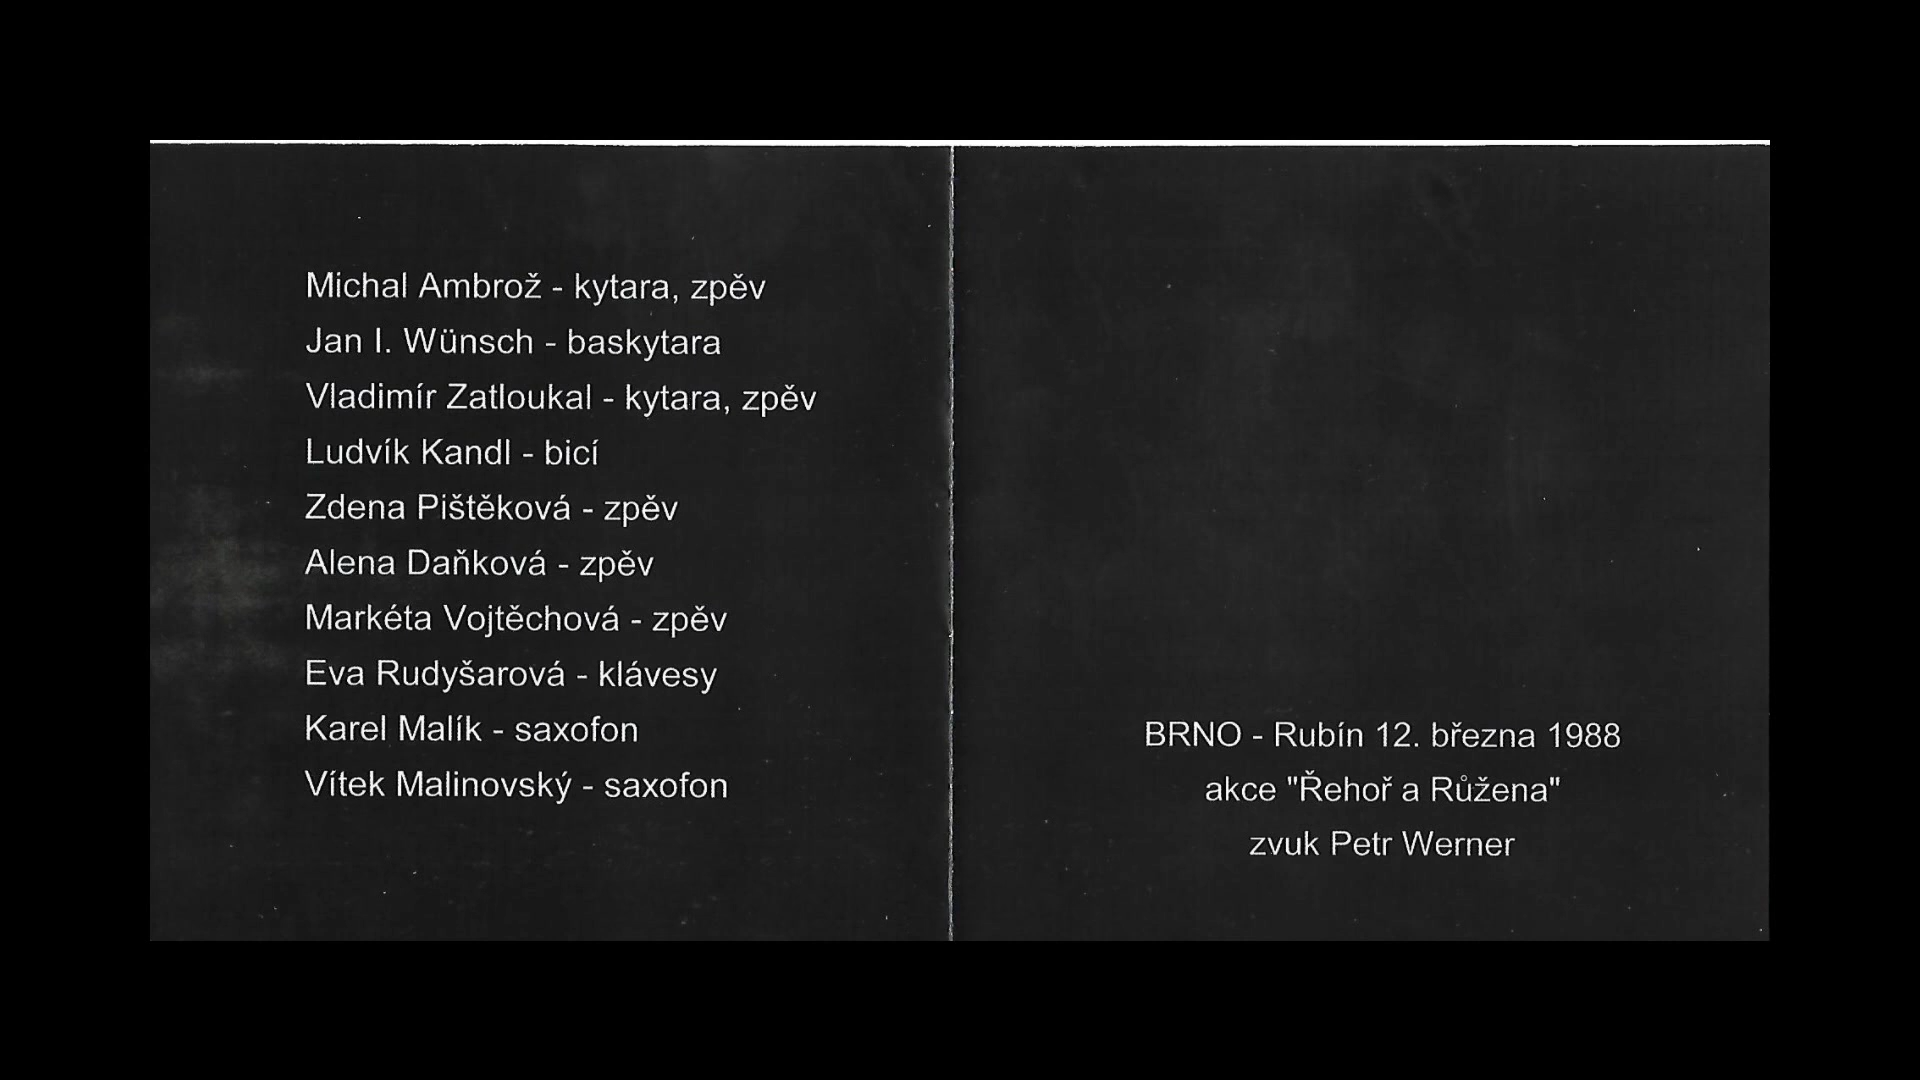 Michal Ambrož - kytara, zpěv
Jan I. Wünsch - baskytara
Vladimír Zatloukal - kytara, zpěv
Ludvík Kandl - bicí
Zdena Pištěková - zpěv
Alena Daňková - zpěv
Markéta Vojtěchová - zpěv
Eva Rudyšarová - klávesy
Karel Malík - saxofon
Vítek Malinovský - saxofon
BRNO - Rubín 12. března 1988
akce "Řehoř a Růžena"
zvuk Petr Werner